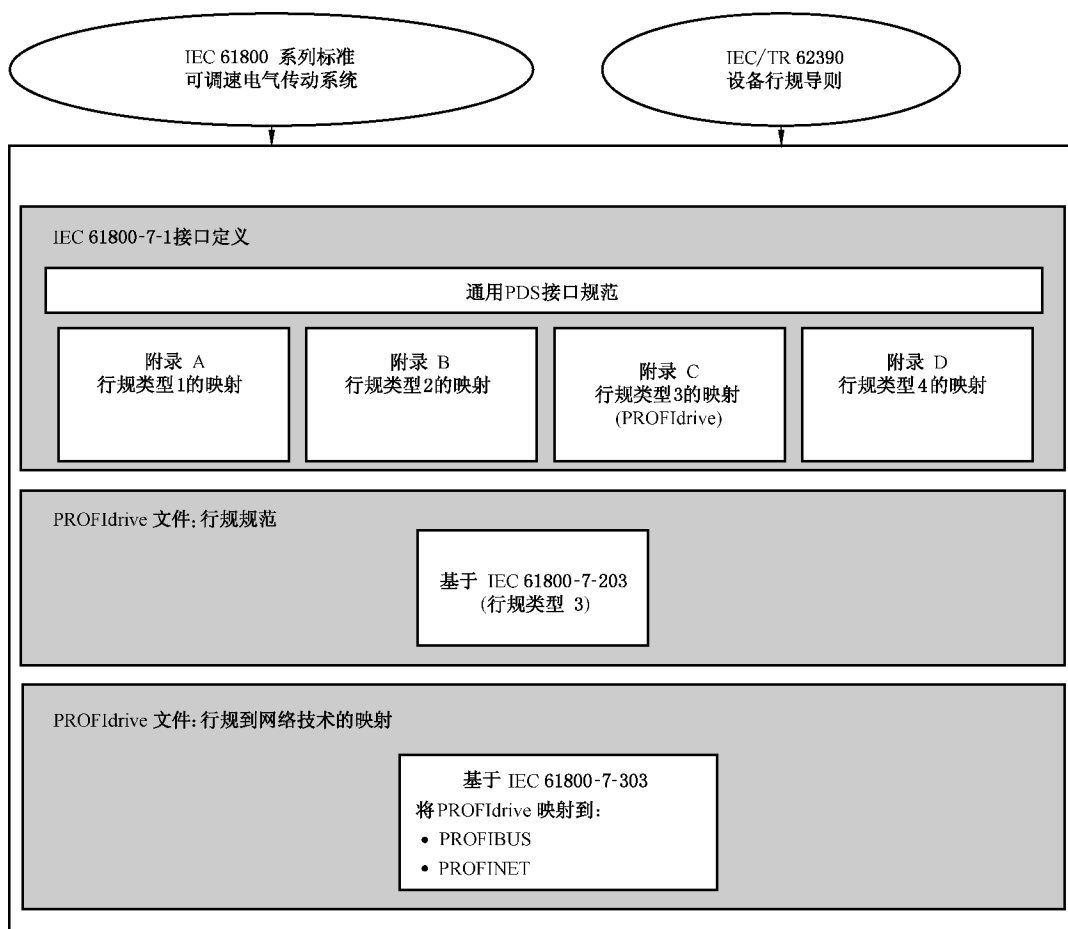 IEC 61800 系列标准
可调速电气传动系统
IEC/TR 62390
设备行规导则
IEC 61800-7-1接口定义
通用PDS接口规范
附录 A
行规类型1的映射
附录 B
行规类型2的映射
附录 C
行规类型3的映射
(PROFIdrive)
附录 D
行规类型4的映射
PROFIdrive 文件:行规规范
基于 IEC 61800-7-203
(行规类型 3)
PROFIdrive 文件:行规到网络技术的映射
基于 IEC 61800-7-303
将PROFIdrive 映射到:
• PROFIBUS
• PROFINET